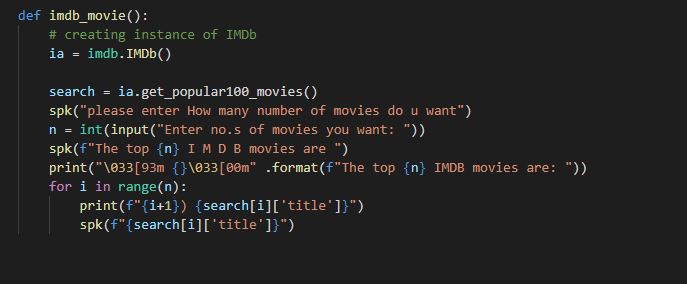 def imdb_movie():
    # creating instance of IMDb
    ia = imdb.IMDb()

    search = ia.get_popular100_movies()
    spk("please enter How many number of movies do u want")
    n = int(input("Enter no.s of movies you want: "))
    spk(f"The top {n} I M D B movies are ")
    print("\033[93m {}\033[00m" .format(f"The top {n} IMDB movies are: "))
    for i in range(n):
        print(f"{i+1}) {search[i]['title']}")
        spk(f"{search[i]['title']}")